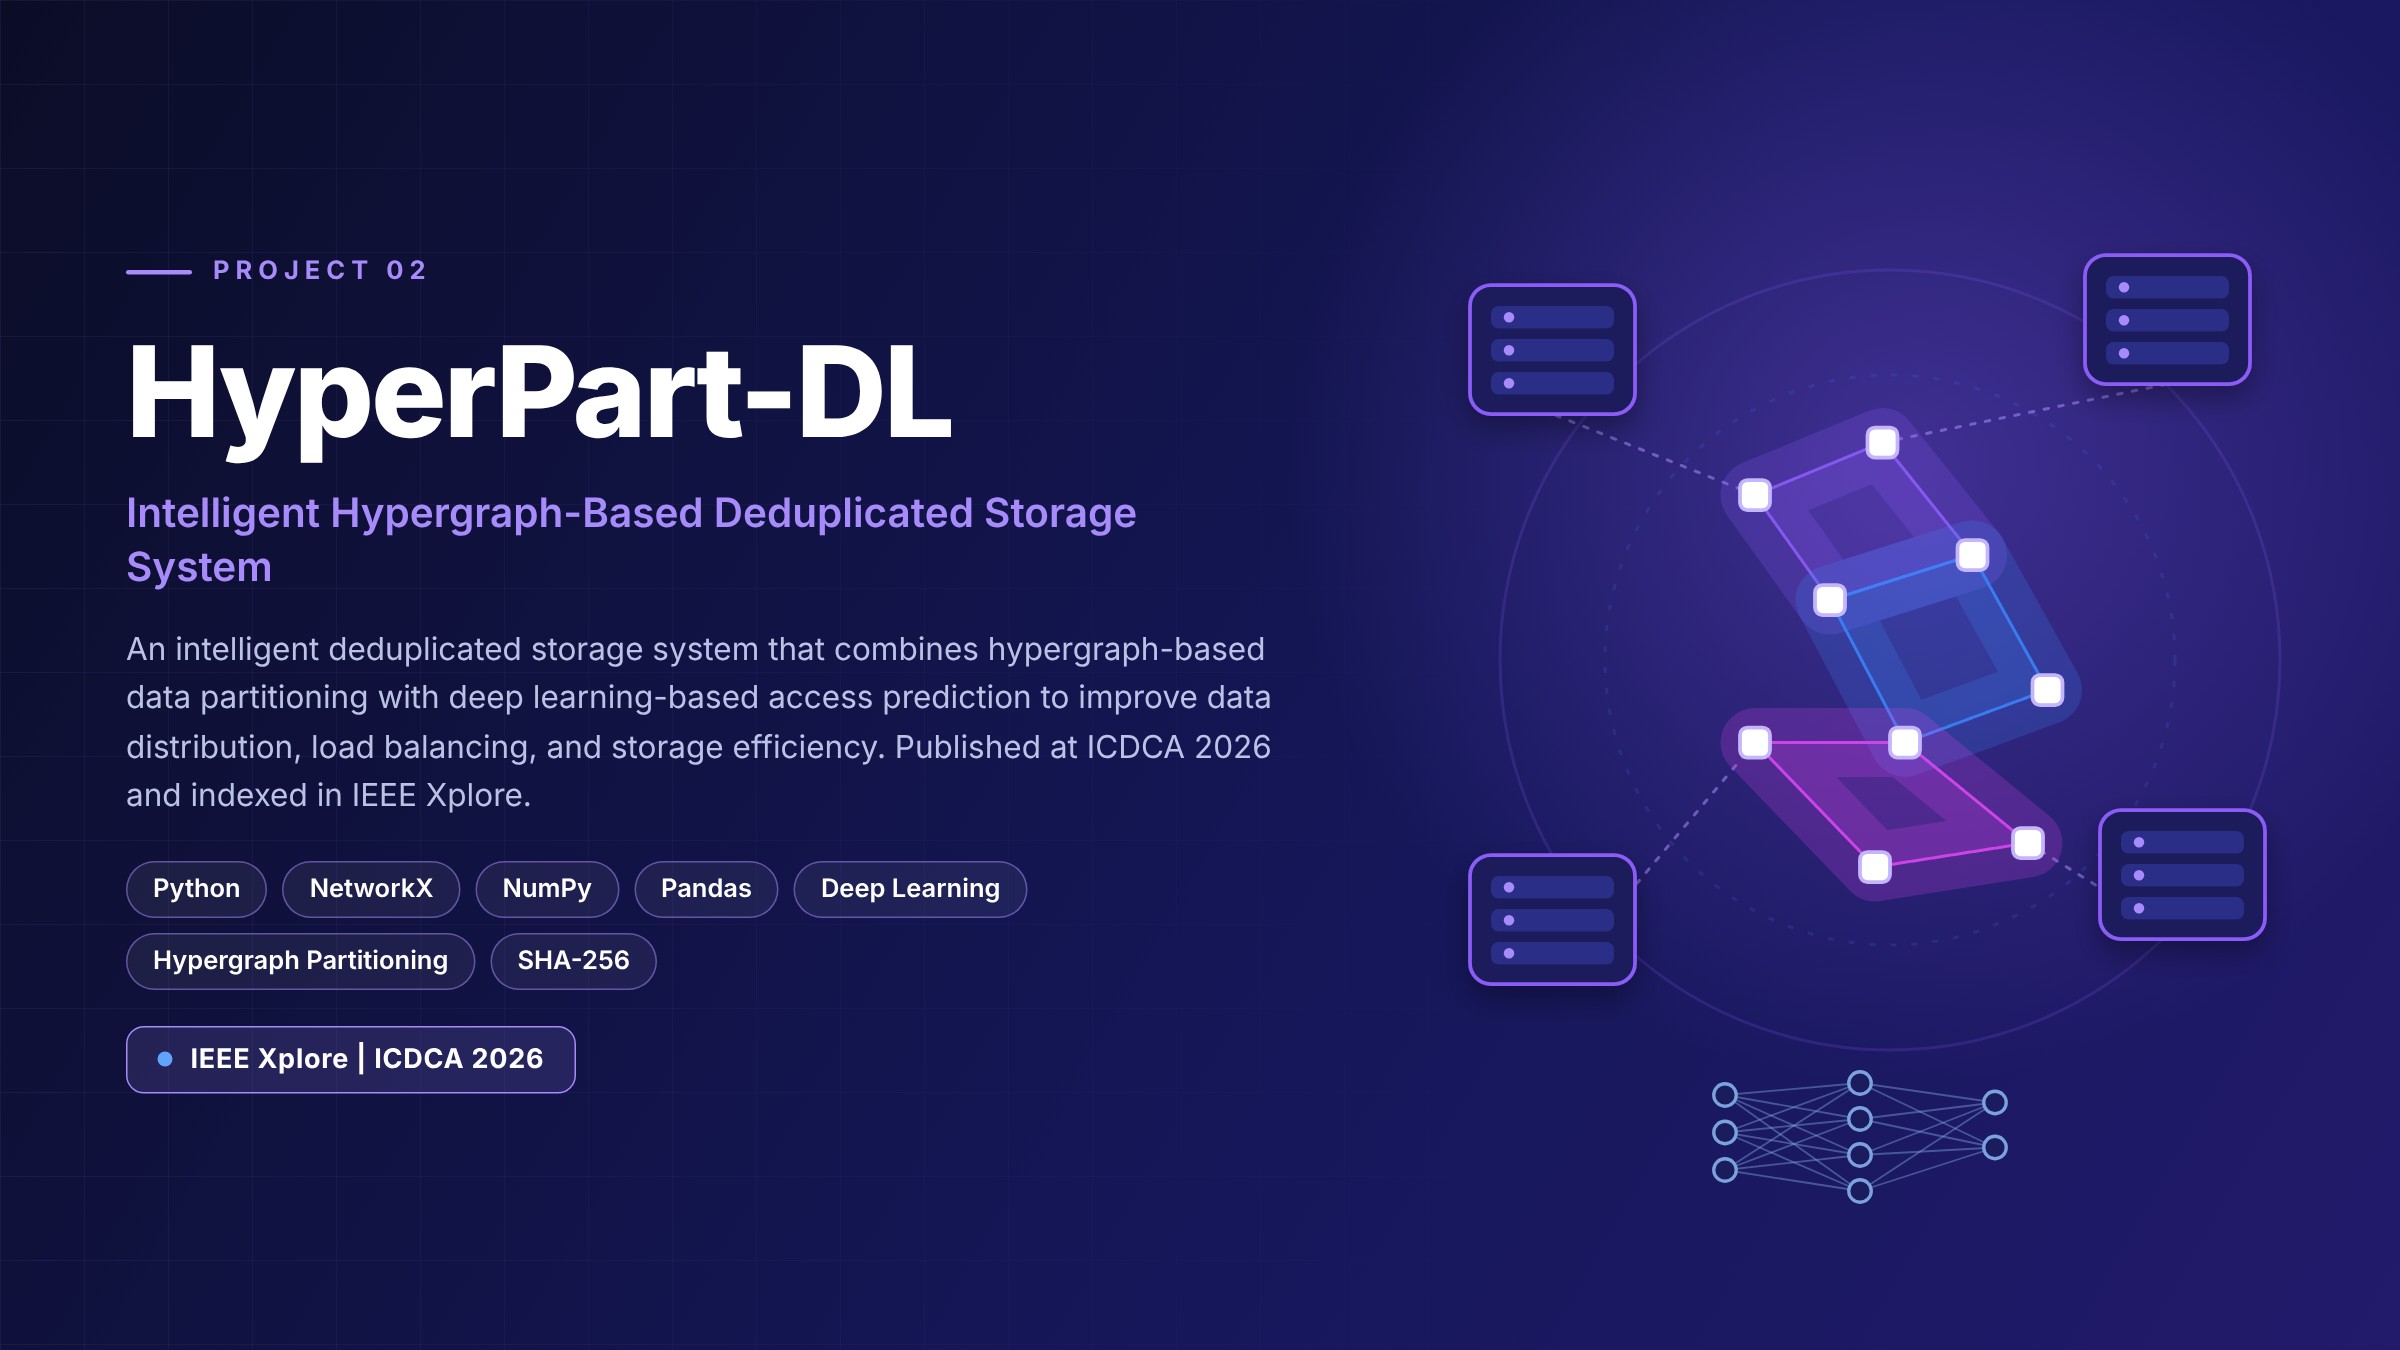 PROJECT 02
HyperPart-DL
Intelligent Hypergraph-Based Deduplicated Storage
System
An intelligent deduplicated storage system that combines hypergraph-based
data partitioning with deep learning-based access prediction to improve data
distribution, load balancing, and storage efficiency. Published at ICDCA 2026
and indexed in IEEE Xplore.
Python NetworkX NumPy Pandas Deep Learning
Hypergraph Partitioning SHA-256
IEEE Xplore | ICDCA 2026